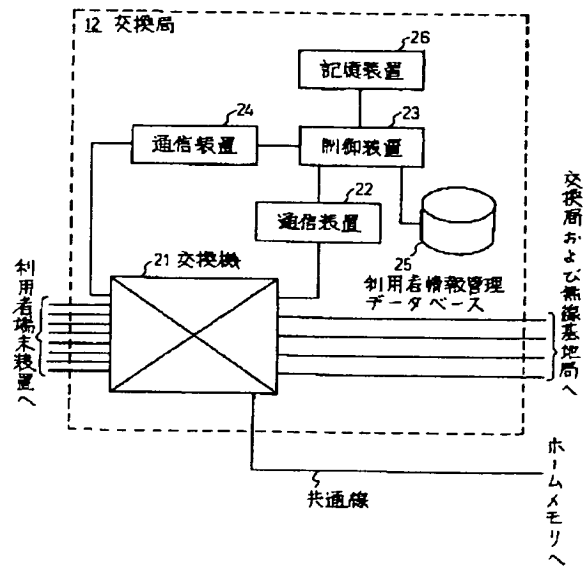 12 交換局
26
記憶装置
24
通信装置
23
制御装置
22
通信装置
25
利用者情報管理
データベース
21 交換機
利用者端末装置へ
交換局および無線基地局へ
共通線
ホームメモリへ